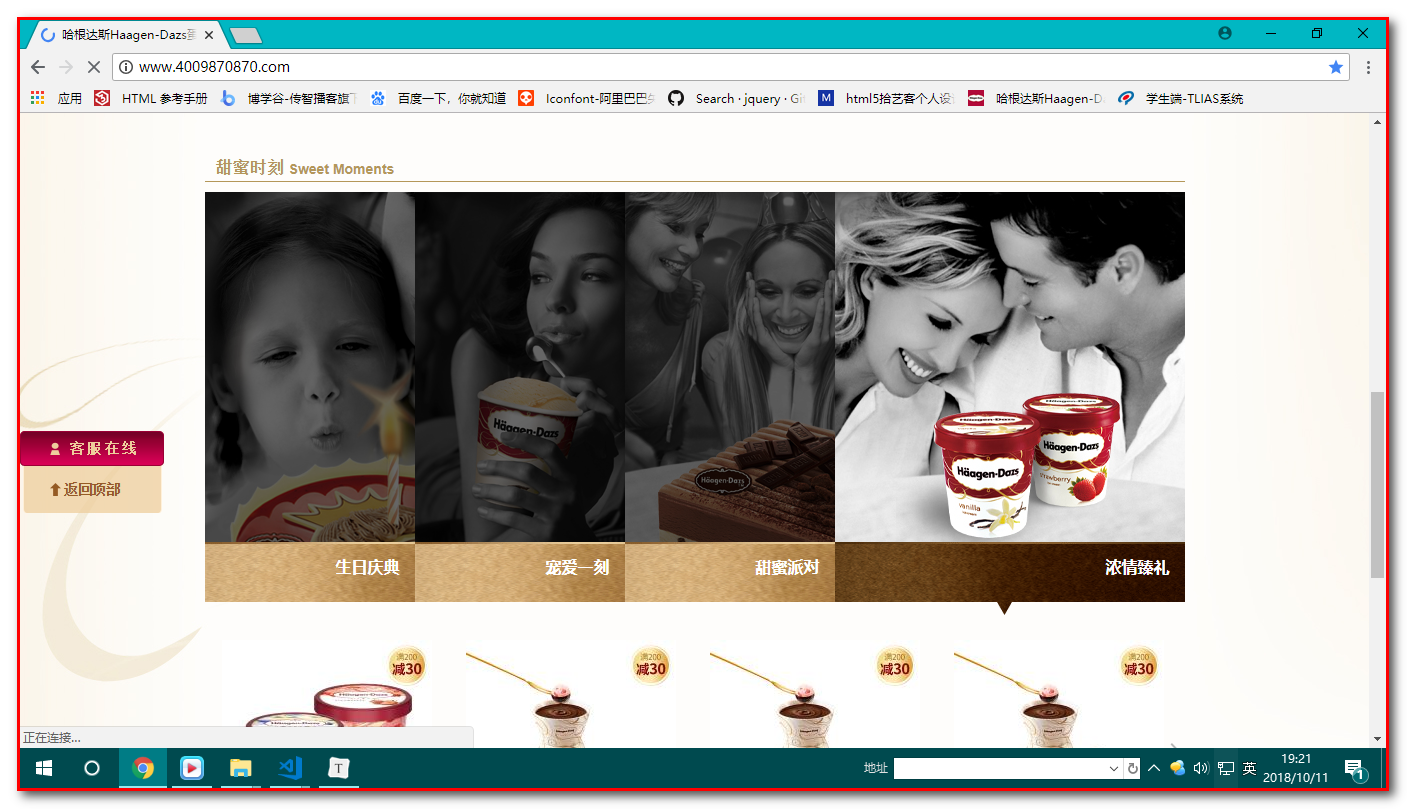 哈根达斯Haagen-Dazs蛋
www.4009870870.com
应用 HTML 参考手册 博学谷-传智播客旗下 百度一下，你就知道 Iconfont-阿里巴巴矢 Search · jquery · Git M html5拾艺客个人设计 哈根达斯Haagen-D 学生端-TLIAS系统
甜蜜时刻 Sweet Moments
Häagen-Dazs
Häagen-Dazs
Häagen-Dazs
Häagen-Dazs
strawberry
vanilla
客服在线
返回顶部
生日庆典 宠爱一刻 甜蜜派对 浓情臻礼
满200 满200 满200 满200
减30 减30 减30 减30
正在连接...
T 地址 英 19:21
2018/10/11 1